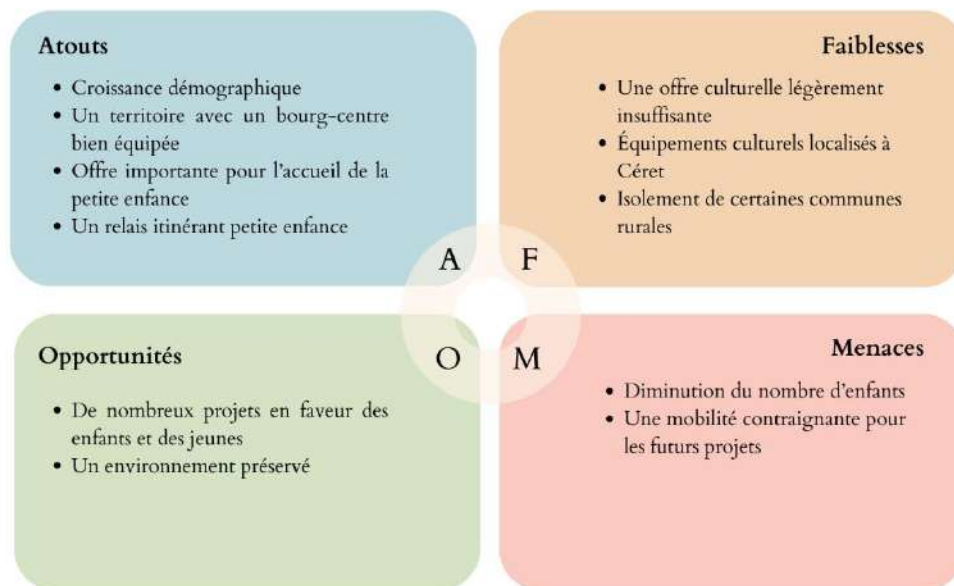 Atouts
• Croissance démographique
• Un territoire avec un bourg-centre
bien équipée
• Offre importante pour l'accueil de la
petite enfance
• Un relais itinérant petite enfance
A
Faiblesses
• Une offre culturelle légèrement
insuffisante
• Équipements culturels localisés à
Céret
• Isolement de certaines communes
rurales
F
Opportunités
• De nombreux projets en faveur des
enfants et des jeunes
• Un environnement préservé
O
Menaces
• Diminution du nombre d'enfants
• Une mobilité contraignante pour
les futurs projets
M